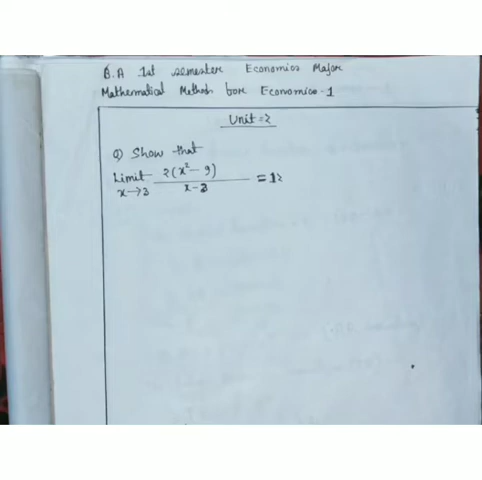 B.A 1st semester Economics Major
Mathematical Methods for Economics-1
Unit=2
Q) Show that
Limit 2(x²-9) =12
x→3 x-3